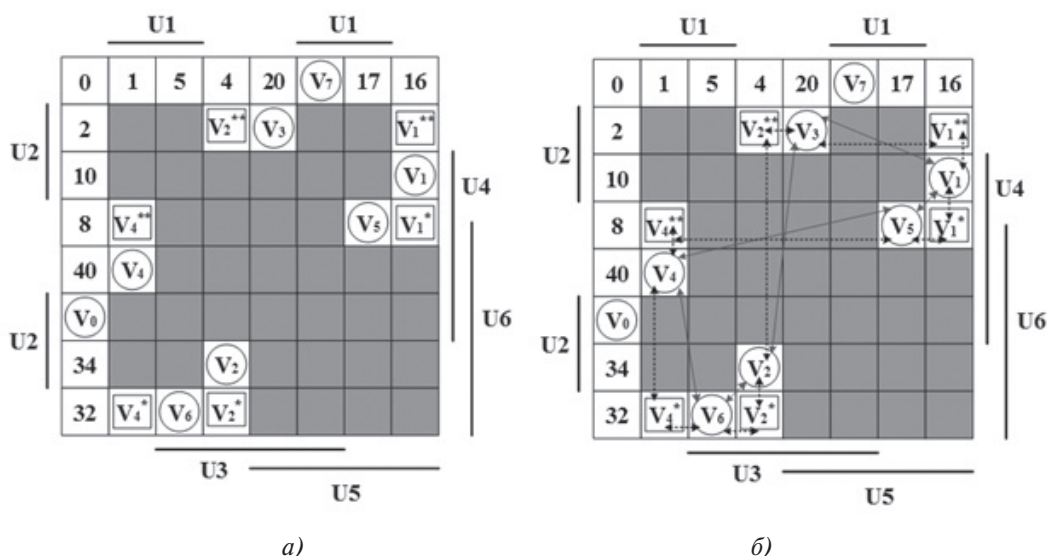 U1 U1
0 1 5 4 20 V7 17 16
2 V2** V3 V1**
U2
10 V1
U4
8 V4** V5 V1*
40 V4
V0
U6
U2
34 V2
32 V4* V6 V2*
U3
U5
а)
U1 U1
0 1 5 4 20 V7 17 16
2 V2** V3 V1**
U2
10 V1
U4
8 V4** V5 V1*
40 V4
V0
U6
U2
34 V2
32 V4* V6 V2*
U3
U5
б)